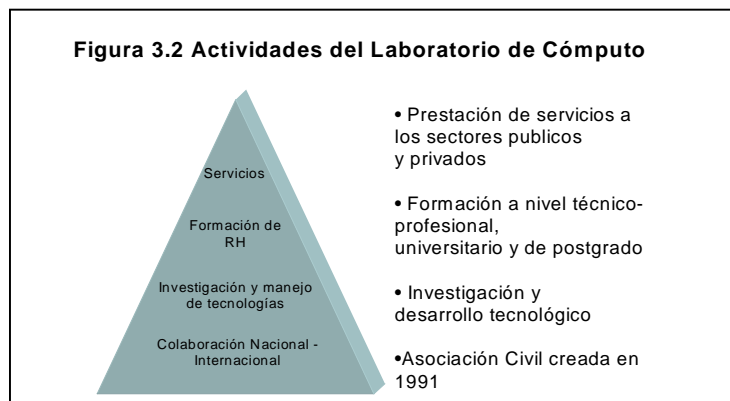 Figura 3.2 Actividades del Laboratorio de Cómputo
Servicios
Formación de
RH
Investigación y manejo
de tecnologías
Colaboración Nacional -
Internacional
• Prestación de servicios a
los sectores publicos
y privados
• Formación a nivel técnico-
profesional,
universitario y de postgrado
• Investigación y
desarrollo tecnológico
•Asociación Civil creada en
1991